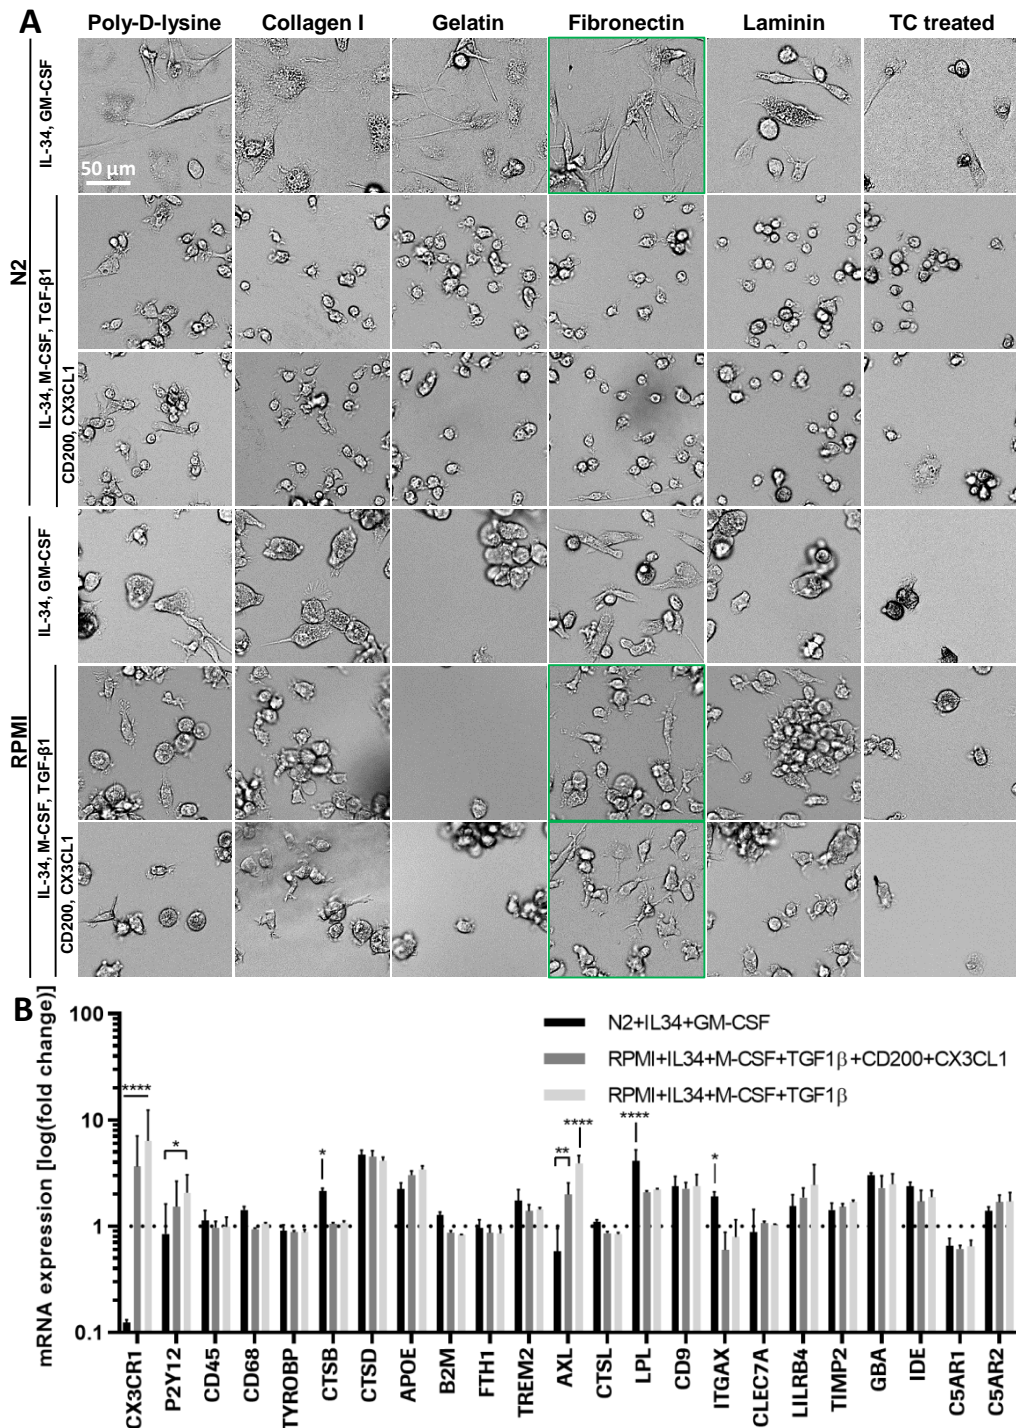 A
Poly-D-lysine Collagen I Gelatin Fibronectin Laminin TC treated
IL-34, GM-CSF
50 µm
N2
IL-34, M-CSF, TGF-β1
CD200, CX3CL1
IL-34, GM-CSF
RPMI
IL-34, M-CSF, TGF-β1
CD200, CX3CL1
B
mRNA expression [log(fold change)]
100
10
1
0.1
N2+IL34+GM-CSF
RPMI+IL34+M-CSF+TGF1β+CD200+CX3CL1
RPMI+IL34+M-CSF+TGF1β
**** * * ** **** **** *
CX3CR1 P2Y12 CD45 CD68 TYROBP CTSB CTSD APOE B2M FTH1 TREM2 AXL CTSL LPL CD9 ITGAX CLEC7A LILRB4 TIMP2 GBA IDE C5AR1 C5AR2